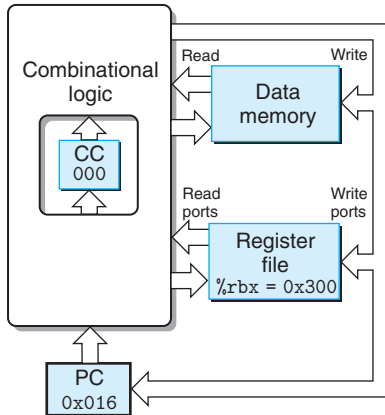 Combinational
logic
CC
000
Read
Write
Data
memory
Read
ports
Write
ports
Register
file
%rbx = 0x300
PC
0x016